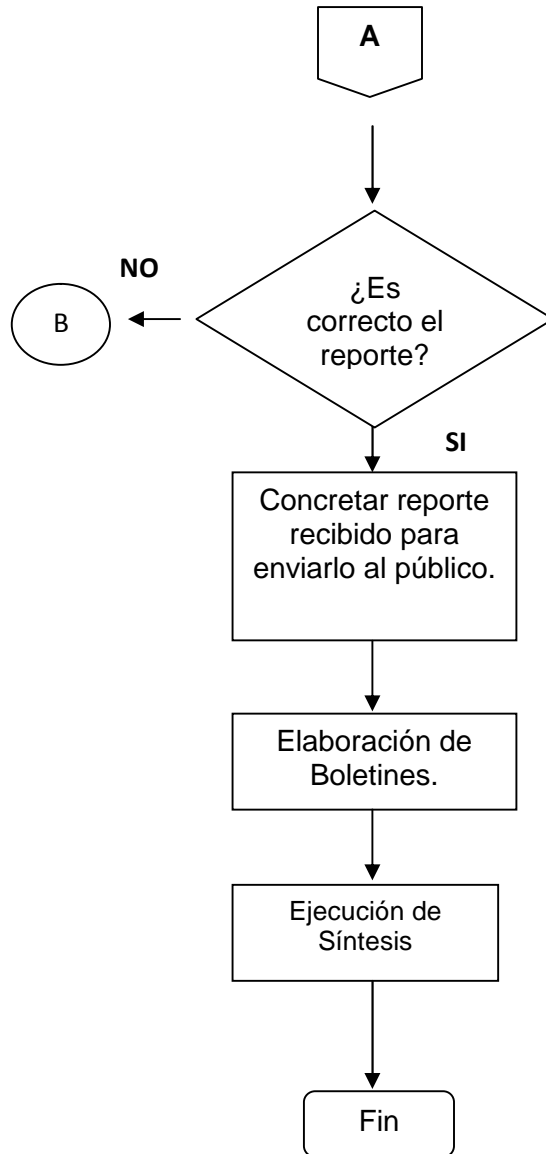 A
NO
¿Es
correcto el
reporte?
B
SI
Concretar reporte
recibido para
enviarlo al público.
Elaboración de
Boletines.
Ejecución de
Síntesis
Fin